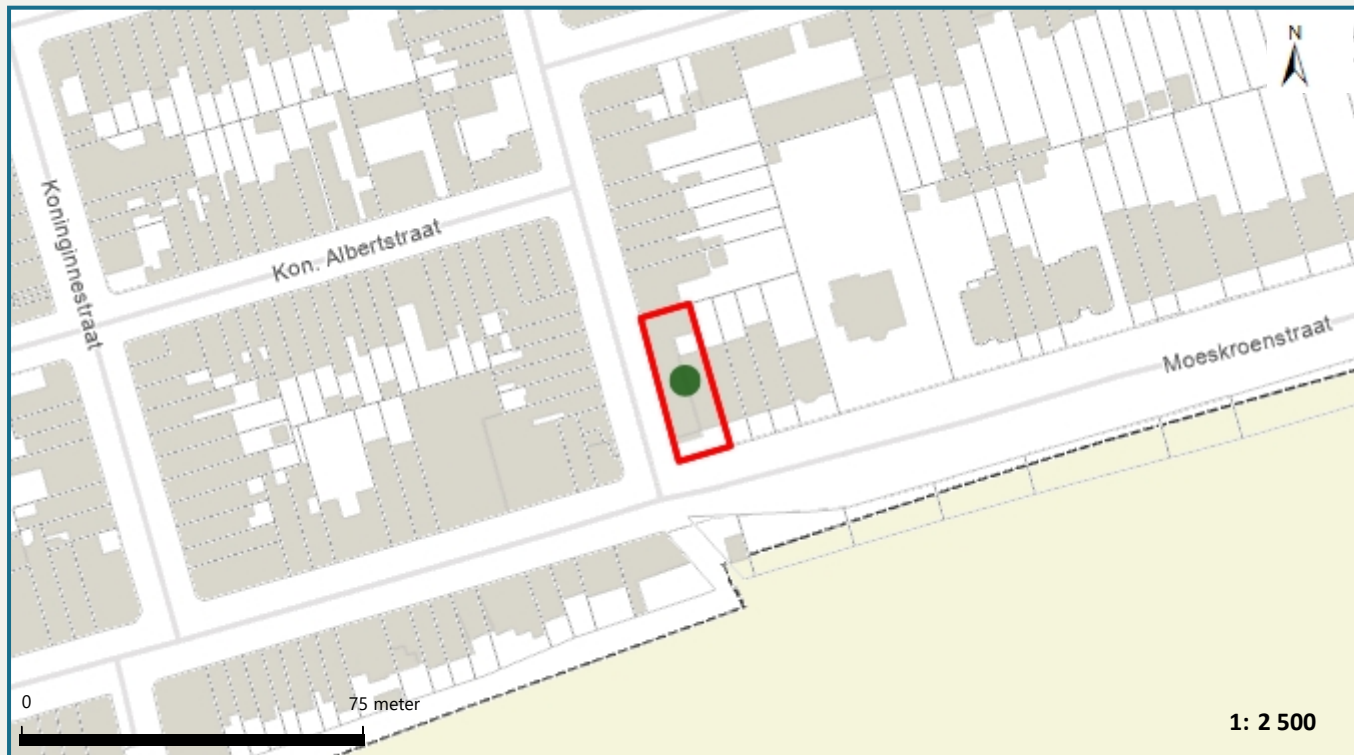 N
Koninginnestraat
Kon. Albertstraat
Moeskroenstraat
0
75 meter
1: 2 500